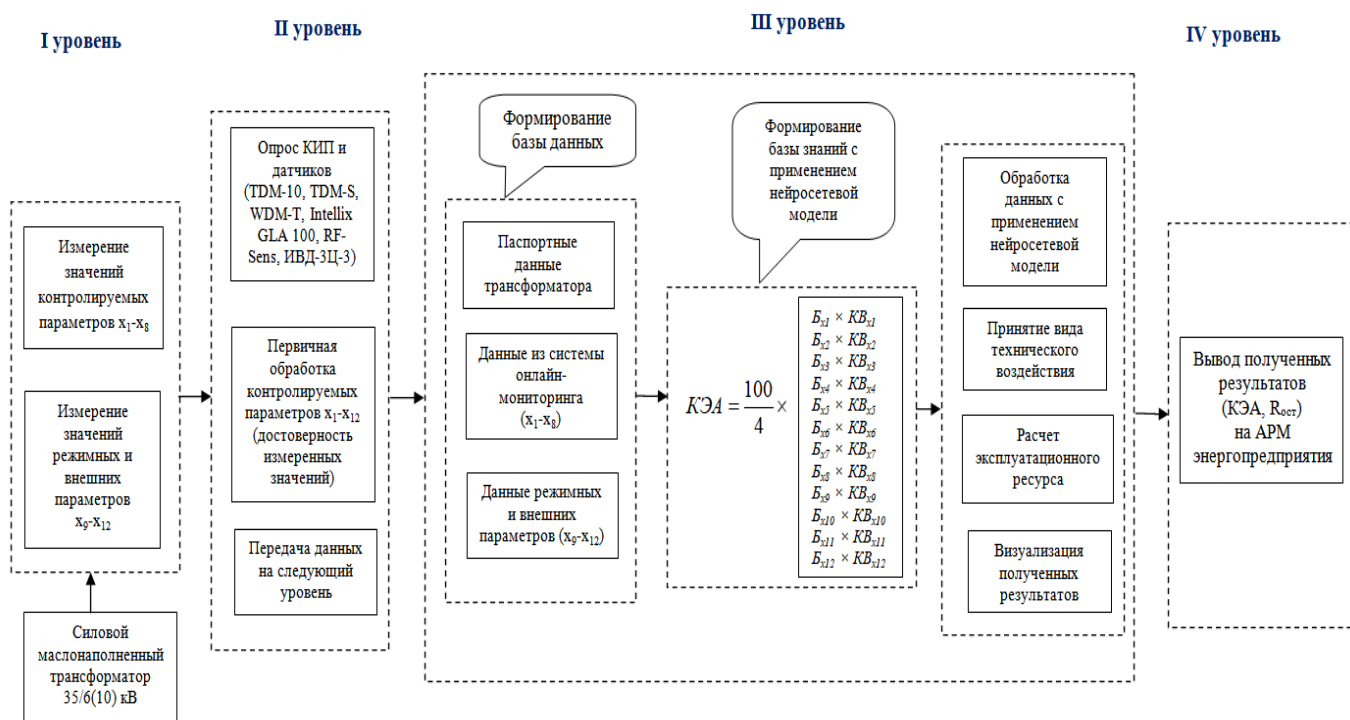 I уровень
II уровень
III уровень
IV уровень
Измерение
значений
контролируемых
параметров x₁-x₈
Измерение
значений
режимных и
внешних
параметров
x₉-x₁₂
Силовой
маслонаполненный
трансформатор
35/6(10) кВ
Опрос КИП и
датчиков
(TDM-10, TDM-S,
WDM-T, Intellix
GLA 100, RF-
Sens, ИВД-3Ц-3)
Первичная
обработка
контролируемых
параметров x₁-x₁₂
(достоверность
измеренных
значений)
Передача данных
на следующий
уровень
Формирование
базы данных
Паспортные
данные
трансформатора
Данные из системы
онлайн-
мониторинга
(x₁-x₈)
Данные режимных
и внешних
параметров (x₉-x₁₂)
Формирование
базы знаний с
применением
нейросетевой
модели
КЭА = 100/4 ×
Бx1 × КВx1
Бx2 × КВx2
Бx3 × КВx3
Бx4 × КВx4
Бx5 × КВx5
Бx6 × КВx6
Бx7 × КВx7
Бx8 × КВx8
Бx9 × КВx9
Бx10 × КВx10
Бx11 × КВx11
Бx12 × КВx12
Обработка
данных с
применением
нейросетевой
модели
Принятие вида
технического
воздействия
Расчет
эксплуатационного
ресурса
Визуализация
полученных
результатов
Вывод полученных
результатов
(КЭА, Rост)
на АРМ
энергопредприятия